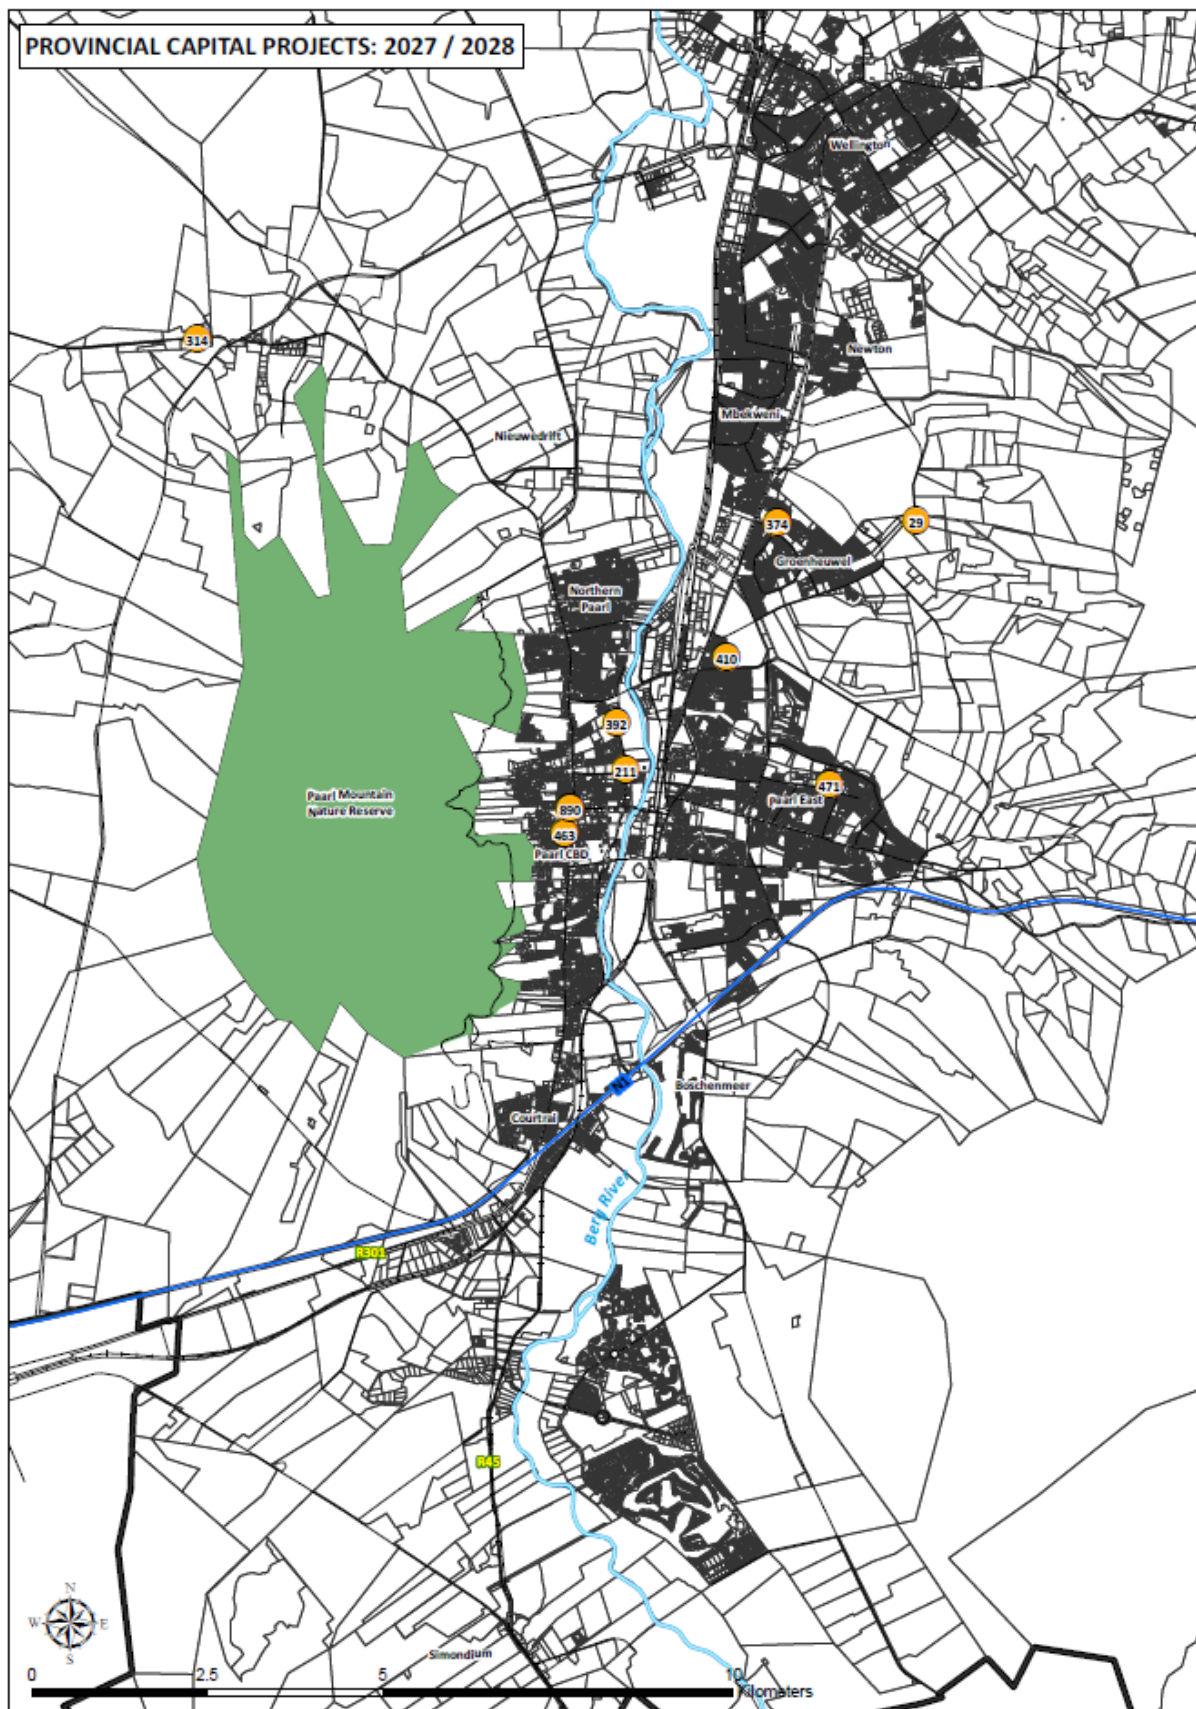 PROVINCIAL CAPITAL PROJECTS: 2027 / 2028
Wellington
314
Newton
Mbekweni
Nieuwedrift
374
29
Groenheuwel
Northern
Paarl
410
392
211
471
Paarl East
Paarl Mountain
Nature Reserve
890
463
Paarl CBD
N1
Boschenmeer
Courtrai
Berg River
R301
R45
N
W
E
S
Simondium
0
2.5
5
10
Kilometers